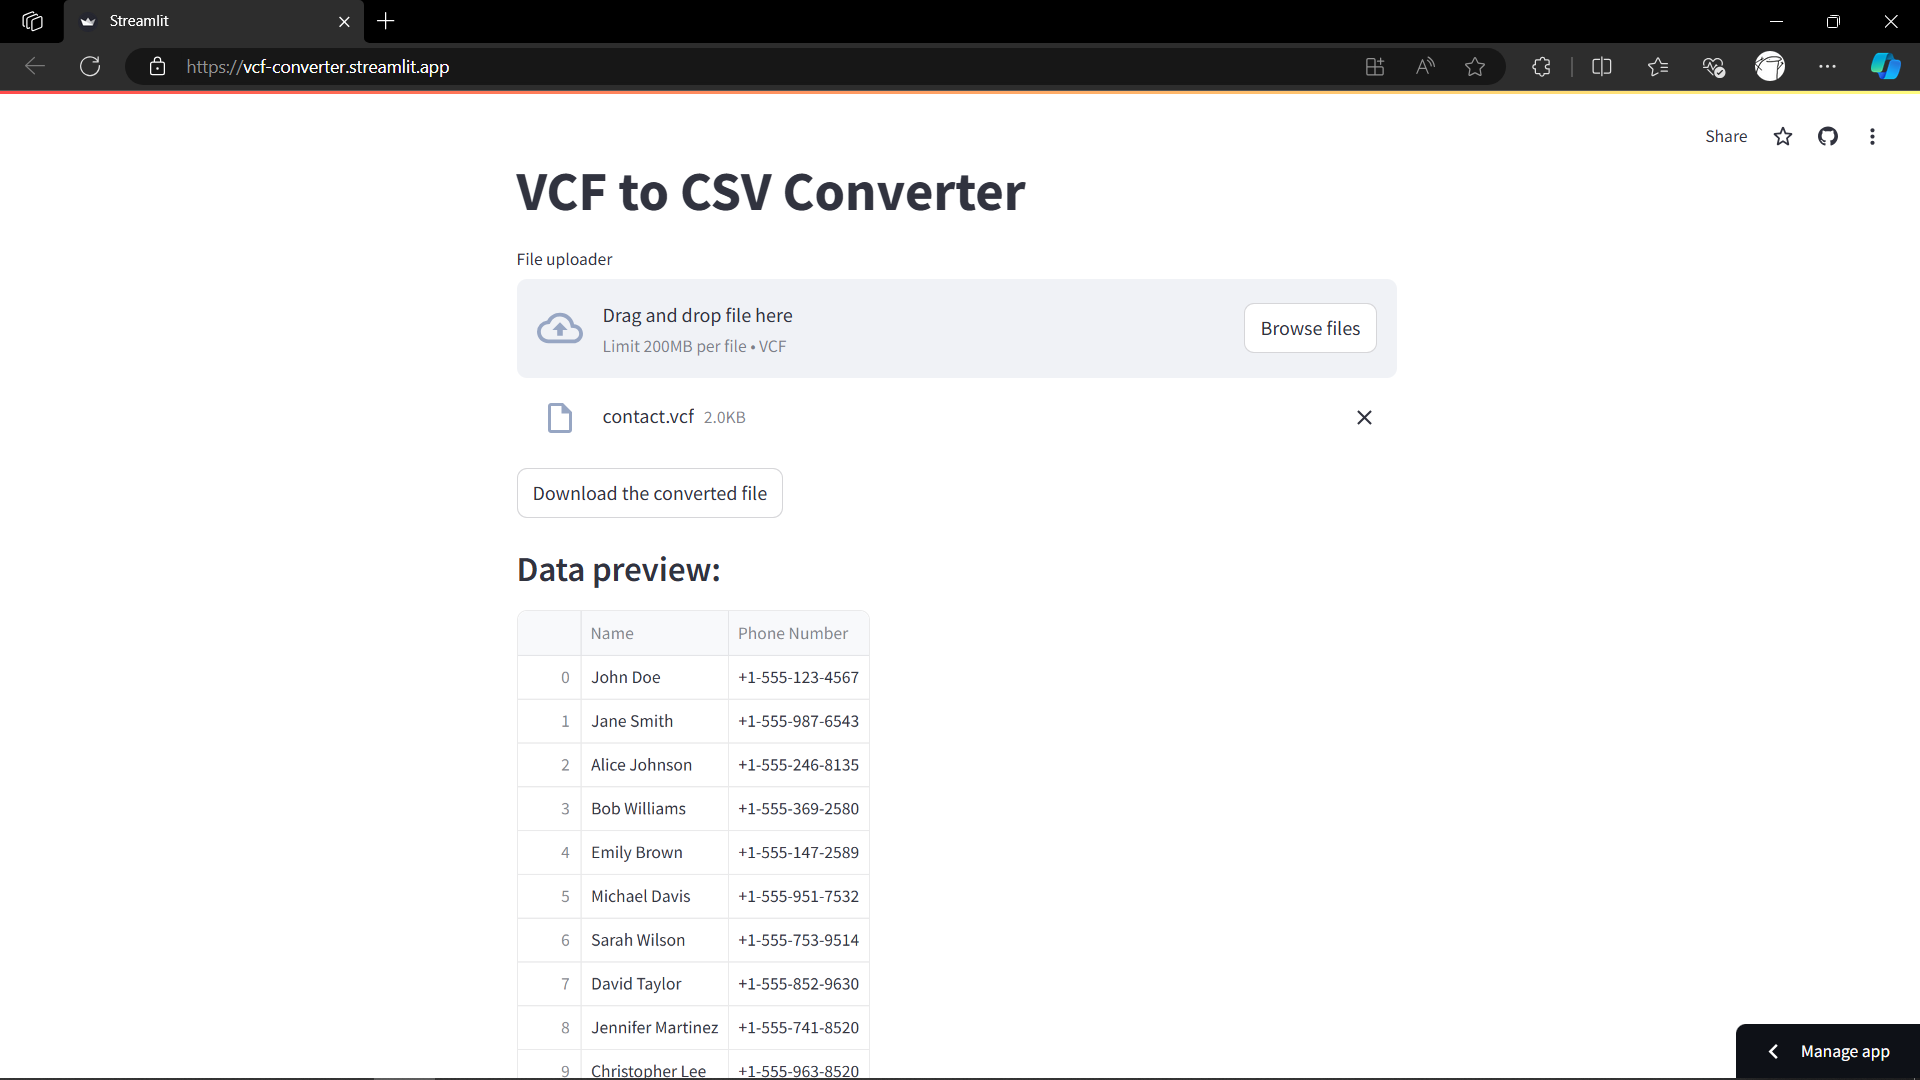 Streamlit
https://vcf-converter.streamlit.app
Share
VCF to CSV Converter
File uploader
Drag and drop file here
Limit 200MB per file • VCF
Browse files
contact.vcf 2.0KB
Download the converted file
Data preview:
Name Phone Number
0 John Doe +1-555-123-4567
1 Jane Smith +1-555-987-6543
2 Alice Johnson +1-555-246-8135
3 Bob Williams +1-555-369-2580
4 Emily Brown +1-555-147-2589
5 Michael Davis +1-555-951-7532
6 Sarah Wilson +1-555-753-9514
7 David Taylor +1-555-852-9630
8 Jennifer Martinez +1-555-741-8520
9 Christopher Lee +1-555-963-8520
Manage app